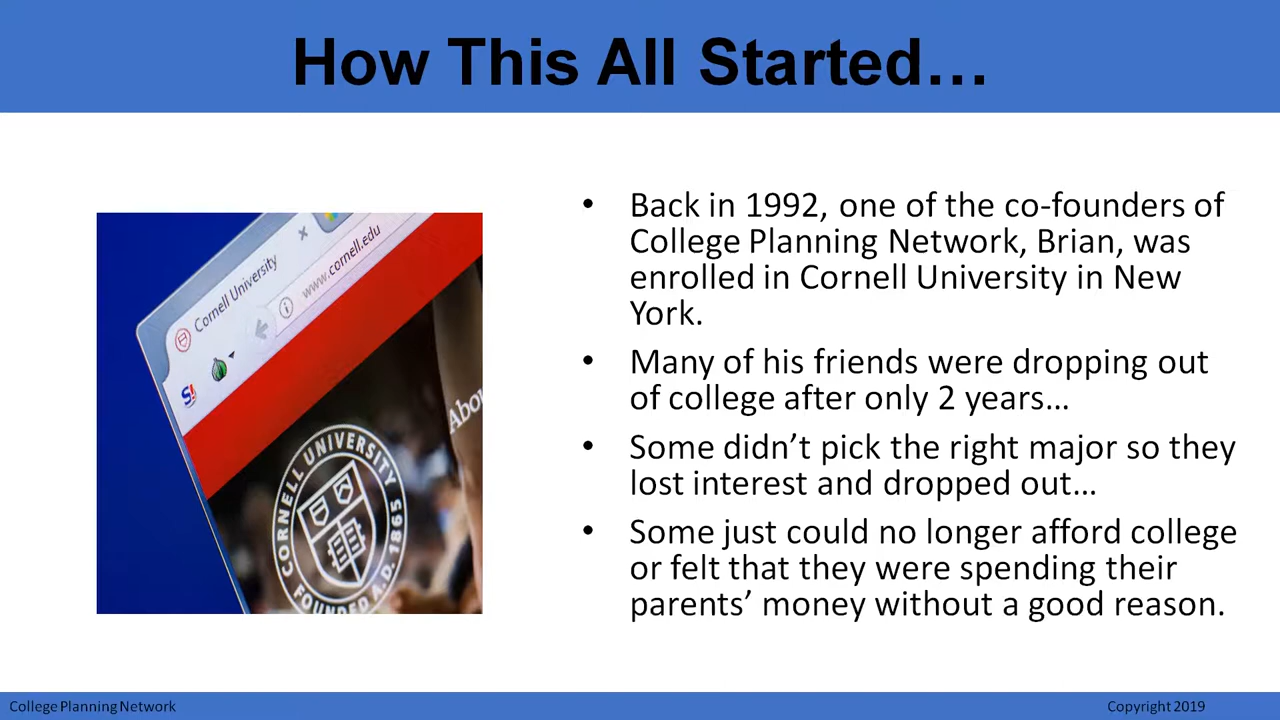 How This All Started…
Cornell University
www.cornell.edu
Abou
CORNELL UNIVERSITY
FOUNDED A.D. 1865
• Back in 1992, one of the co-founders of
College Planning Network, Brian, was
enrolled in Cornell University in New
York.
• Many of his friends were dropping out
of college after only 2 years…
• Some didn’t pick the right major so they
lost interest and dropped out…
• Some just could no longer afford college
or felt that they were spending their
parents’ money without a good reason.
College Planning Network
Copyright 2019